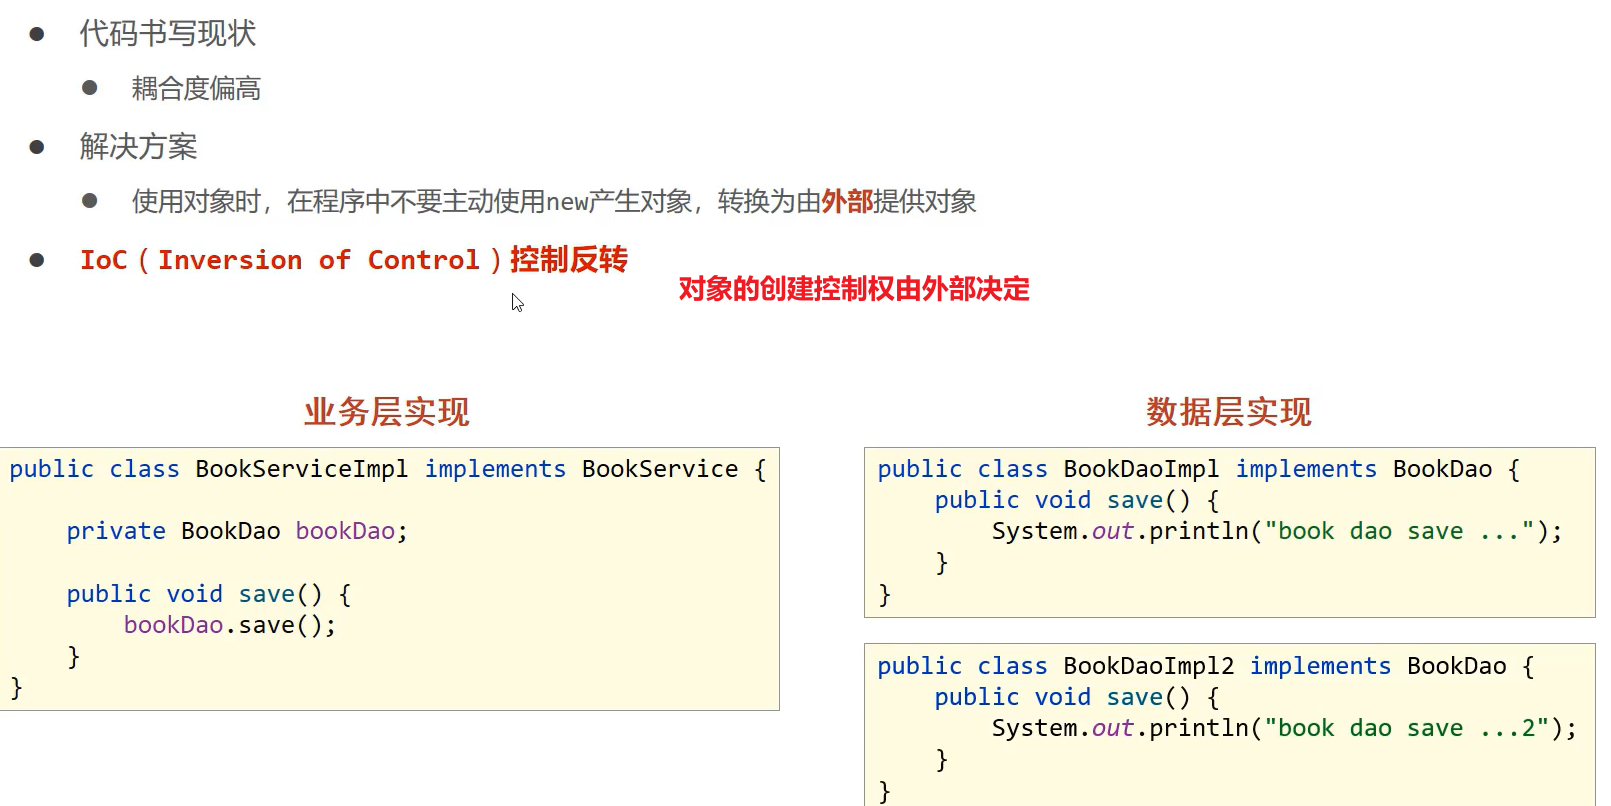 代码书写现状
耦合度偏高
解决方案
使用对象时，在程序中不要主动使用new产生对象，转换为由外部提供对象
IoC（Inversion of Control）控制反转
对象的创建控制权由外部决定
业务层实现
public class BookServiceImpl implements BookService {
private BookDao bookDao;
public void save() {
bookDao.save();
}
}
数据层实现
public class BookDaoImpl implements BookDao {
public void save() {
System.out.println("book dao save ...");
}
}
public class BookDaoImpl2 implements BookDao {
public void save() {
System.out.println("book dao save ...2");
}
}